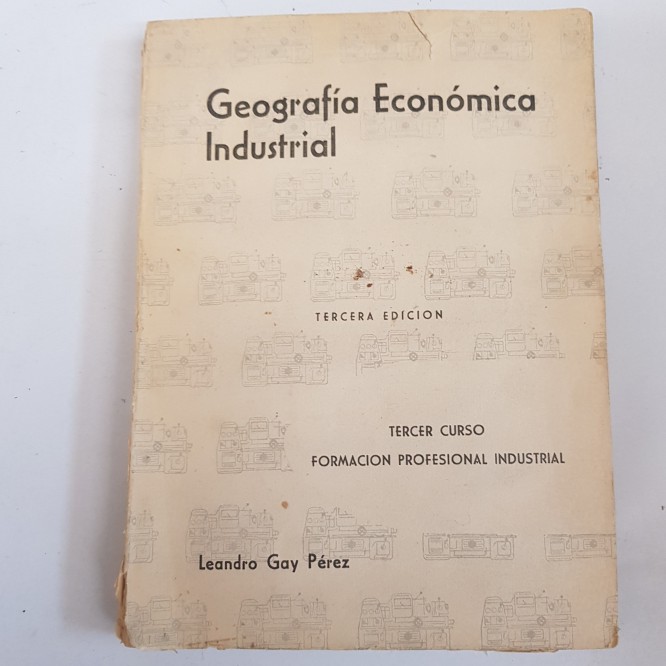 Geografía Económica
Industrial
TERCERA EDICION
TERCER CURSO
FORMACION PROFESIONAL INDUSTRIAL
Leandro Gay Pérez